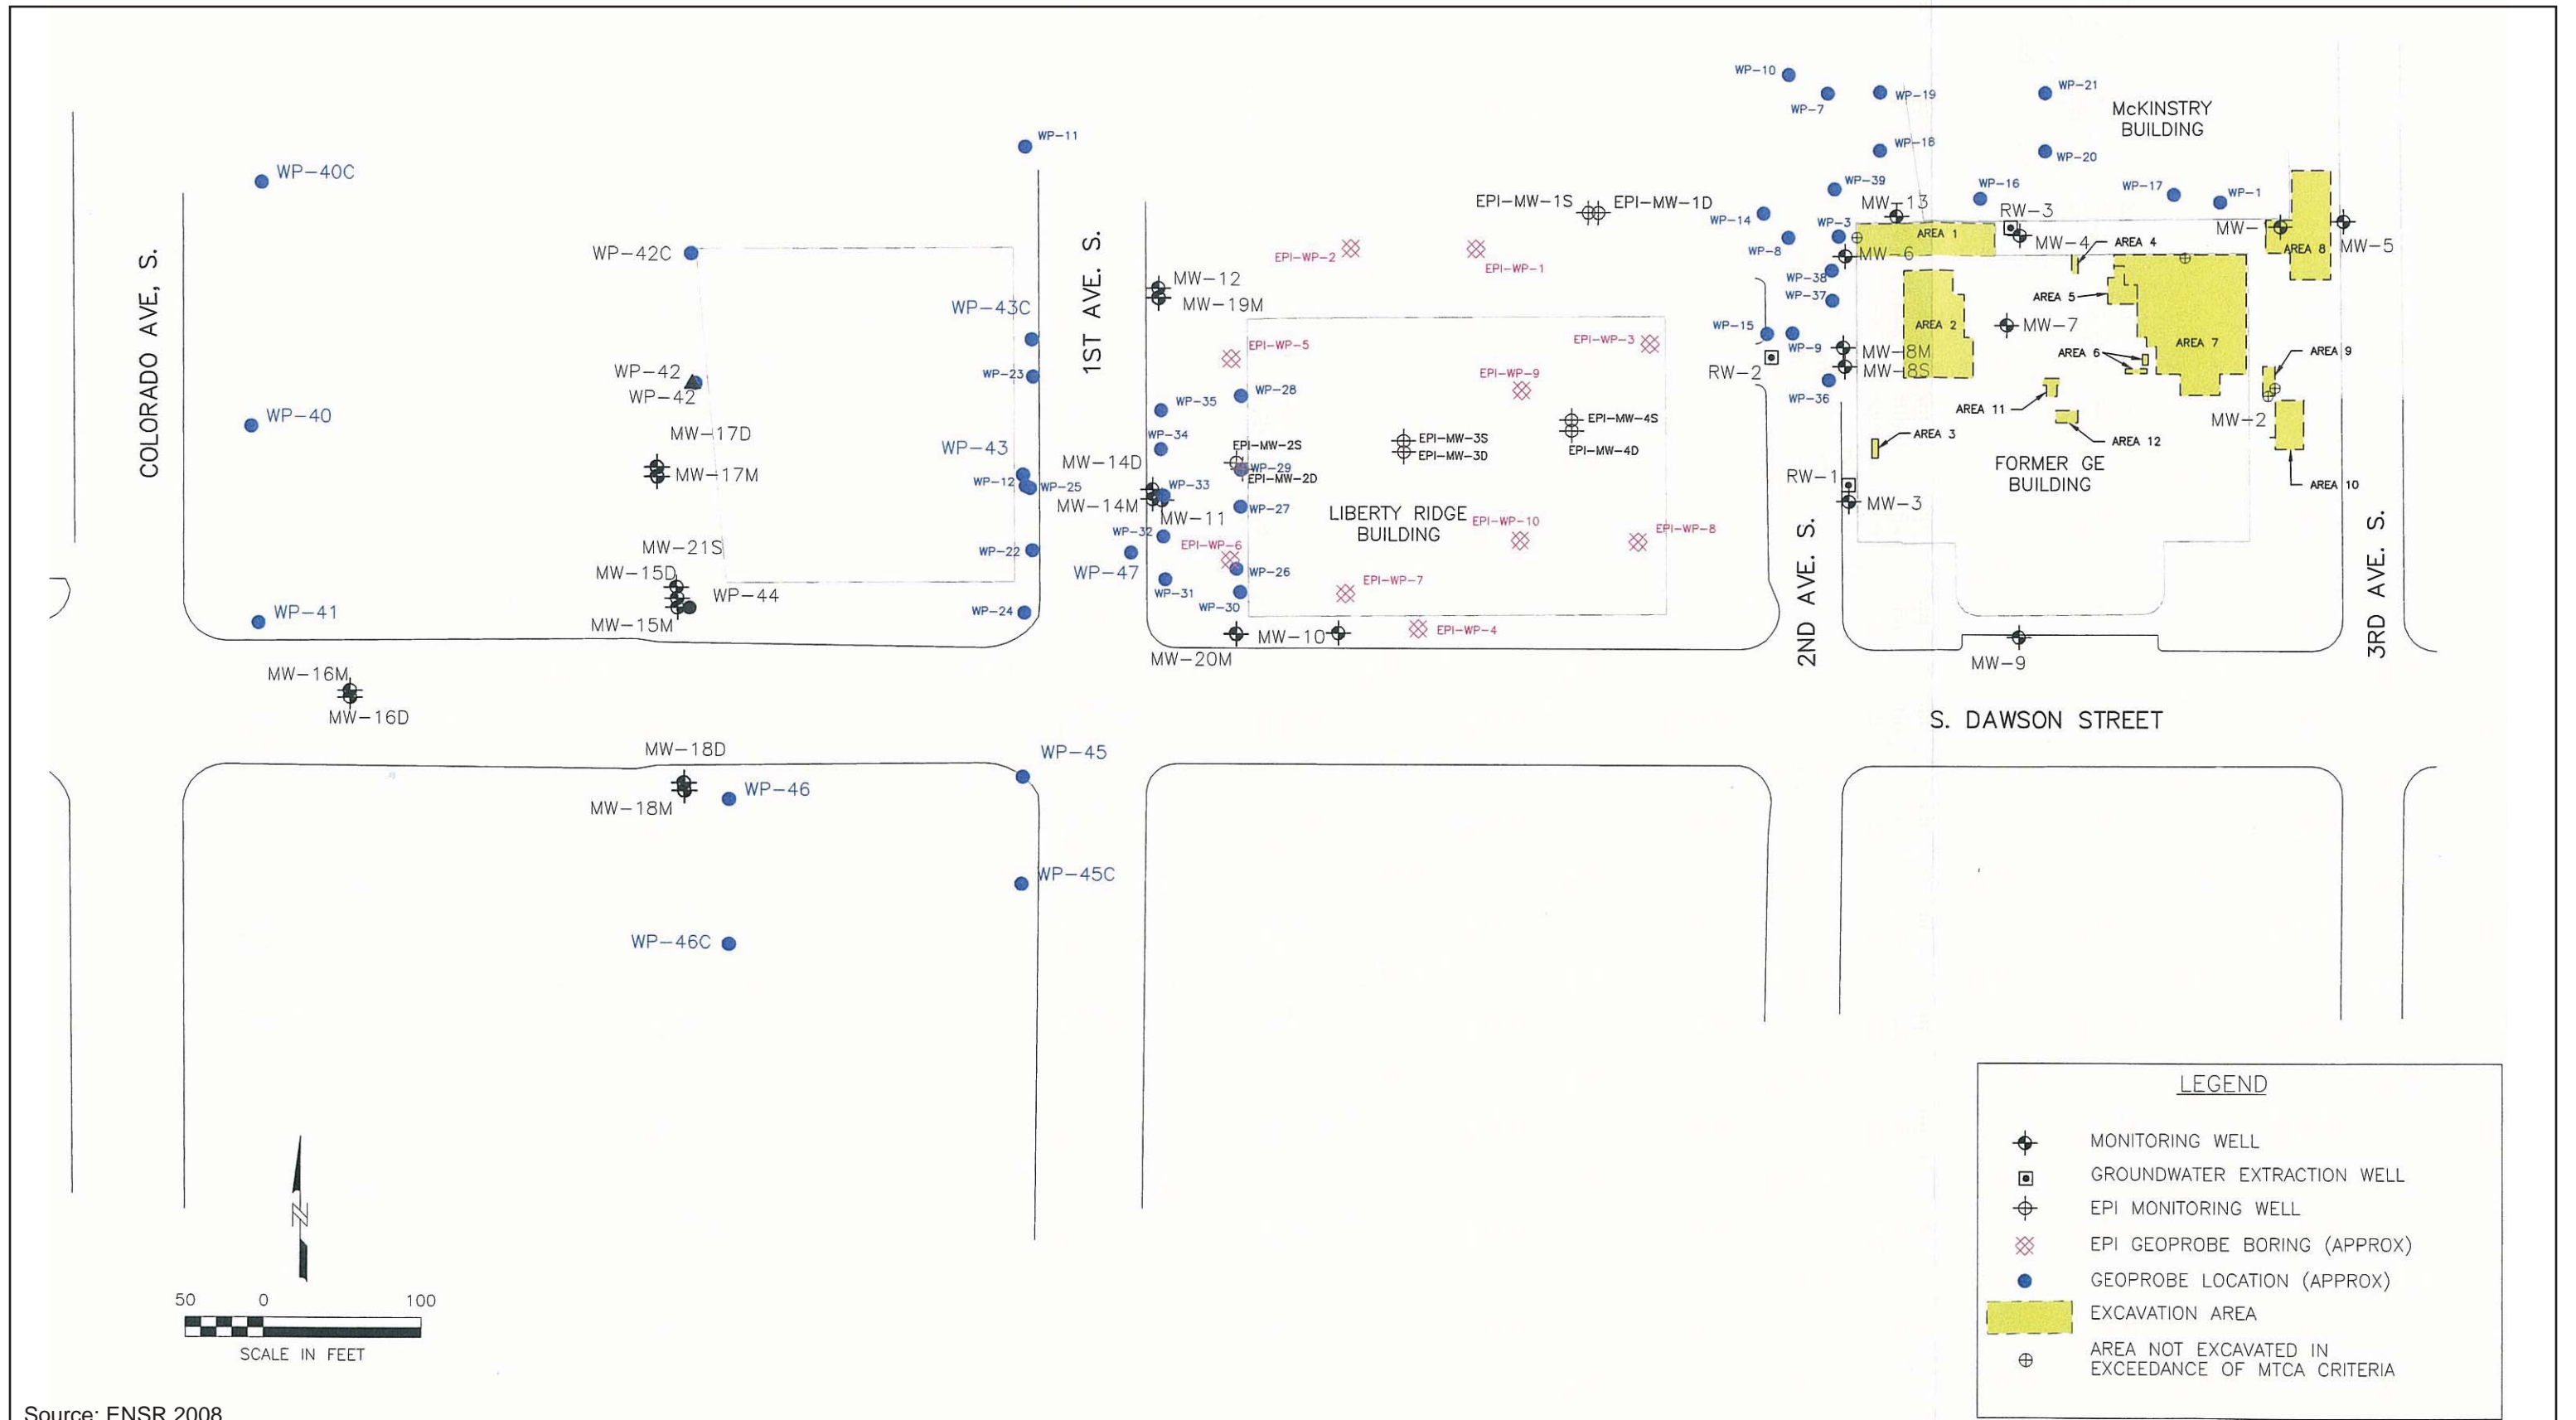 WP-10
WP-7
WP-19
WP-21
McKINSTRY
BUILDING
WP-11
WP-18
WP-20
WP-40C
WP-39
WP-16
WP-17
WP-1
EPI-MW-1S
EPI-MW-1D
MW-13
RW-3
WP-14
WP-3
MW-
MW-5
WP-42C
EPI-WP-2
EPI-WP-1
WP-8
MW-6
AREA 1
MW-4
AREA 4
AREA 8
COLORADO AVE, S.
1ST AVE. S.
MW-12
MW-19M
WP-43C
WP-38
WP-37
AREA 5
WP-15
WP-9
AREA 2
MW-7
AREA 7
AREA 6
AREA 9
EPI-WP-5
EPI-WP-3
RW-2
MW-8M
MW-8S
WP-42
WP-42
WP-23
EPI-WP-9
WP-28
WP-35
WP-36
AREA 11
AREA 12
MW-2
WP-40
MW-17D
MW-17M
WP-43
WP-34
EPI-MW-2S
EPI-MW-3S
EPI-MW-3D
EPI-MW-4S
EPI-MW-4D
AREA 3
MW-14D
WP-29
EPI-MW-2D
FORMER GE
BUILDING
WP-12
WP-25
WP-33
RW-1
AREA 10
MW-14M
MW-11
WP-27
LIBERTY RIDGE
BUILDING
EPI-WP-10
EPI-WP-8
MW-3
MW-21S
WP-22
WP-32
EPI-WP-6
WP-47
WP-26
MW-15D
WP-44
EPI-WP-7
2ND AVE. S.
3RD AVE. S.
WP-41
MW-15M
WP-24
WP-31
WP-30
MW-10
EPI-WP-4
MW-20M
MW-9
MW-16M
MW-16D
S. DAWSON STREET
MW-18D
WP-45
WP-46
MW-18M
WP-45C
WP-46C
LEGEND
MONITORING WELL
GROUNDWATER EXTRACTION WELL
EPI MONITORING WELL
EPI GEOPROBE BORING (APPROX)
GEOPROBE LOCATION (APPROX)
EXCAVATION AREA
AREA NOT EXCAVATED IN
EXCEEDANCE OF MTCA CRITERIA
N
50 0 100
SCALE IN FEET
Source: ENSR 2008